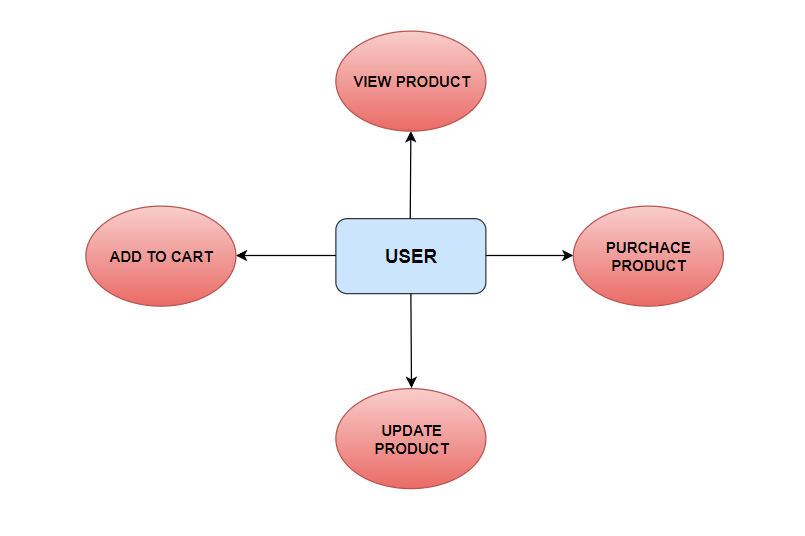 VIEW PRODUCT
ADD TO CART
USER
PURCHACE
PRODUCT
UPDATE
PRODUCT